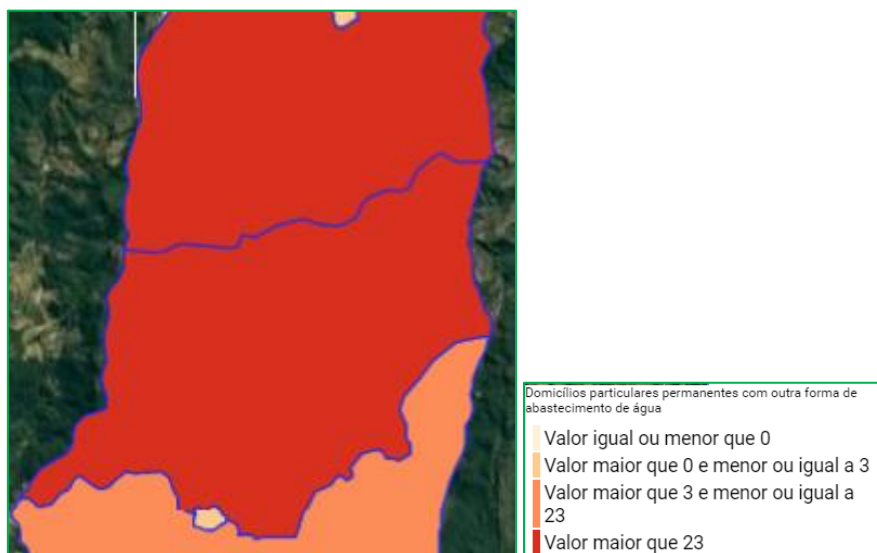 Domicílios particulares permanentes com outra forma de
abastecimento de água
Valor igual ou menor que 0
Valor maior que 0 e menor ou igual a 3
Valor maior que 3 e menor ou igual a
23
Valor maior que 23